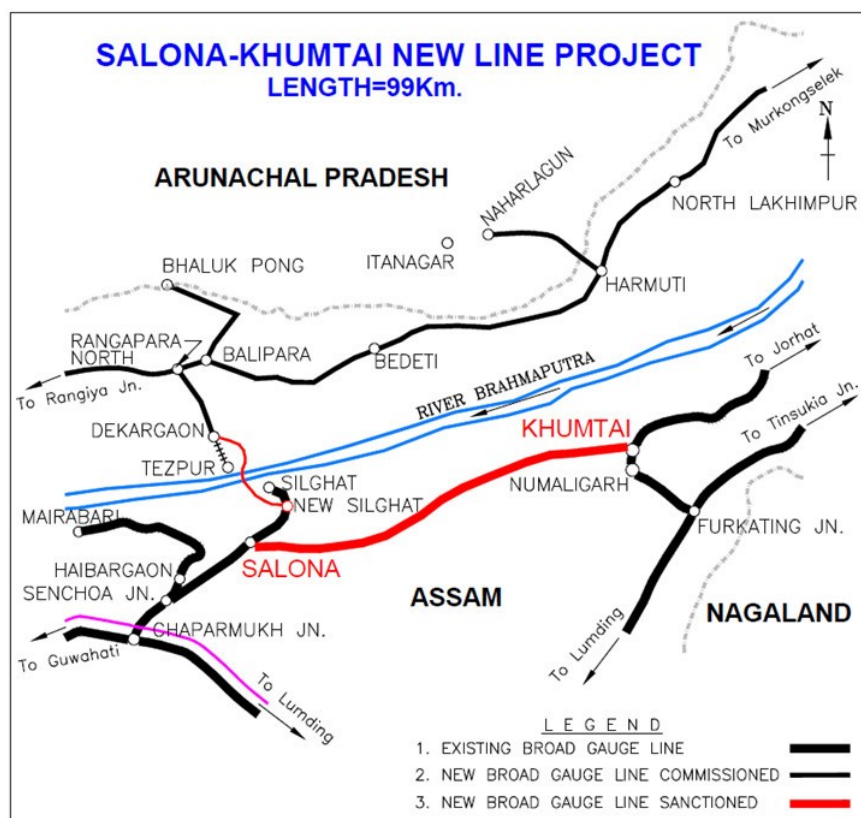 SALONA-KHUMTAI NEW LINE PROJECT
LENGTH=99Km.
To Murkongselek
N
ARUNACHAL PRADESH
NAHARLAGUN
NORTH LAKHIMPUR
ITANAGAR
BHALUK PONG
HARMUTI
RANGAPARA
NORTH
BALIPARA
BEDETI
To Rangiya Jn.
RIVER BRAHMAPUTRA
To Jorhat
To Tinsukia Jn.
DEKARGAON
KHUMTAI
TEZPUR
SILGHAT
NUMALIGARH
NEW SILGHAT
MAIRABARI
FURKATING JN.
SALONA
HAIBARGAON
SENCHOA JN.
ASSAM
NAGALAND
CHAPARMUKH JN.
To Guwahati
To Lumding
To Lumding
LEGEND
1. EXISTING BROAD GAUGE LINE
2. NEW BROAD GAUGE LINE COMMISSIONED
3. NEW BROAD GAUGE LINE SANCTIONED